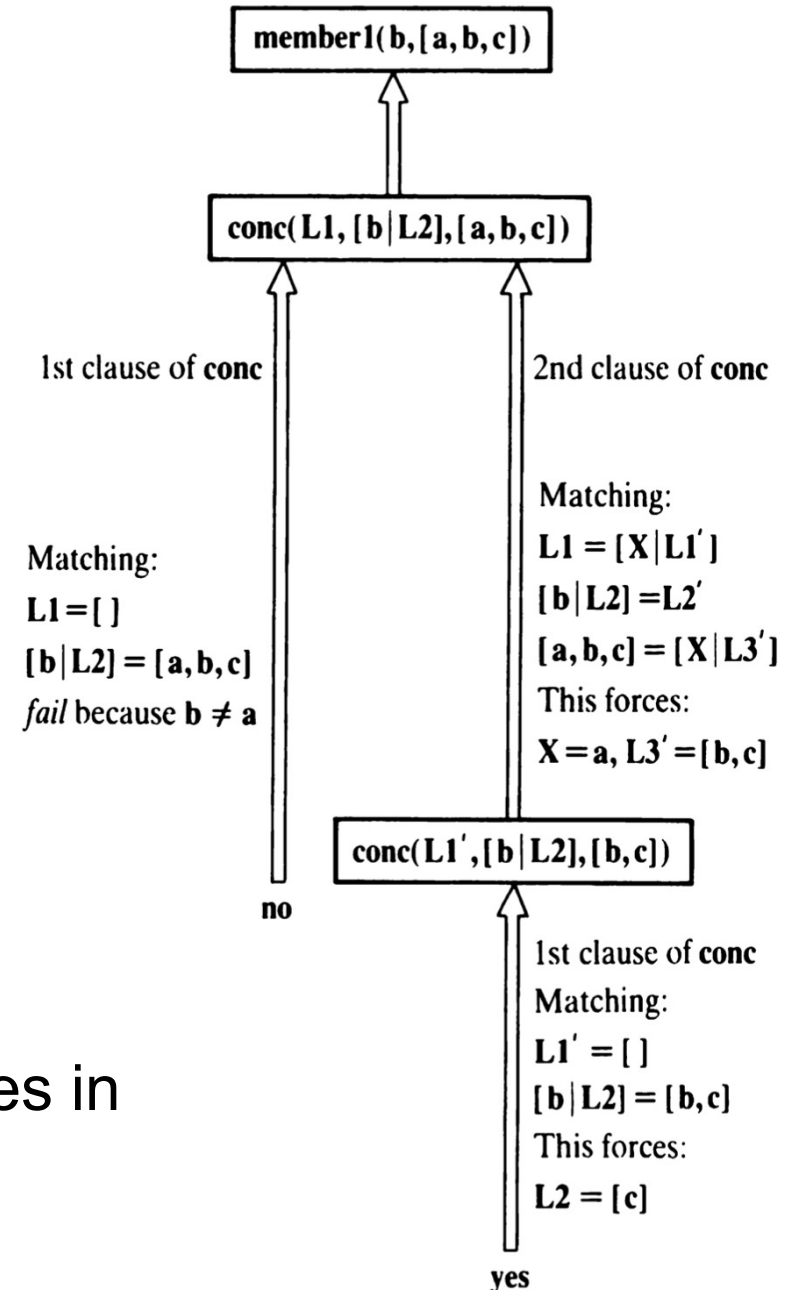 member1(b,[a,b,c])
conc(L1,[b|L2],[a,b,c])
1st clause of conc
2nd clause of conc
Matching:
L1=[ ]
[b|L2] = [a,b,c]
fail because b ≠ a
no
Matching:
L1 = [X|L1′]
[b|L2] =L2′
[a,b,c] = [X|L3′]
This forces:
X=a, L3′=[b,c]
conc(L1′,[b|L2],[b,c])
1st clause of conc
Matching:
L1′ = [ ]
[b|L2] = [b,c]
This forces:
L2 = [c]
yes
es in